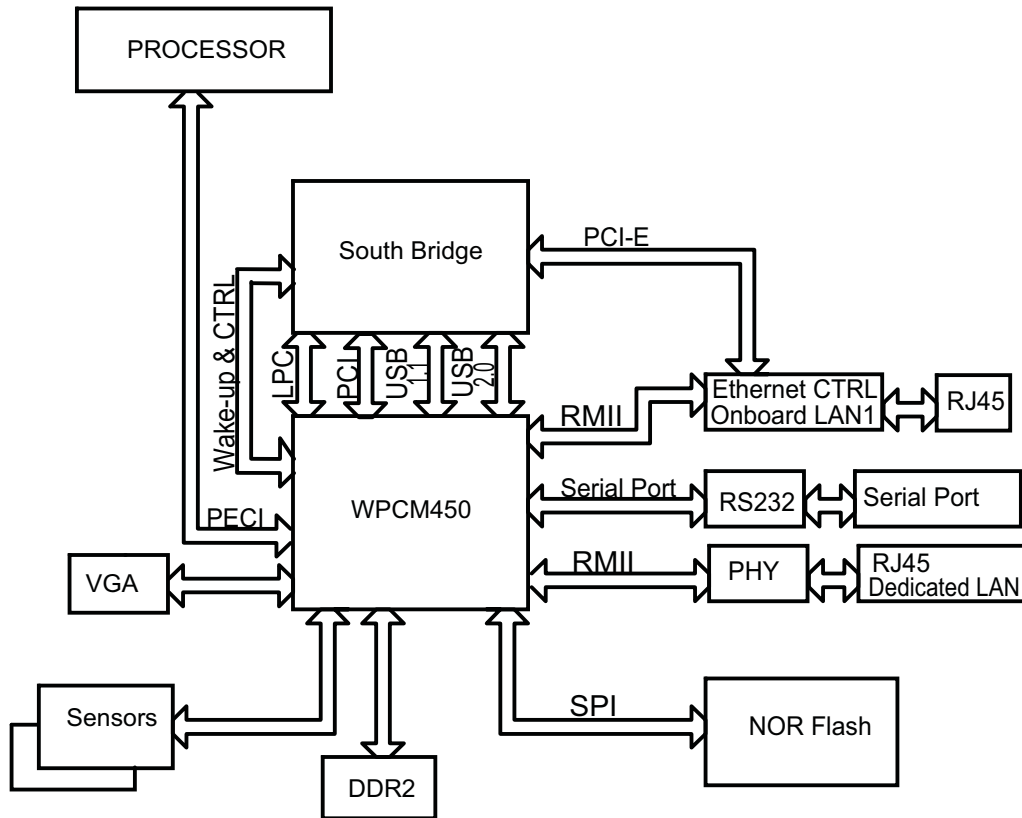 PROCESSOR
South Bridge
PCI-E
Wake-up & CTRL
LPC
PCI
USB
1.1
USB
2.0
Ethernet CTRL
Onboard LAN1
RJ45
RMII
WPCM450
Serial Port
RS232
Serial Port
PECI
RMII
PHY
RJ45
Dedicated LAN
VGA
Sensors
SPI
NOR Flash
DDR2